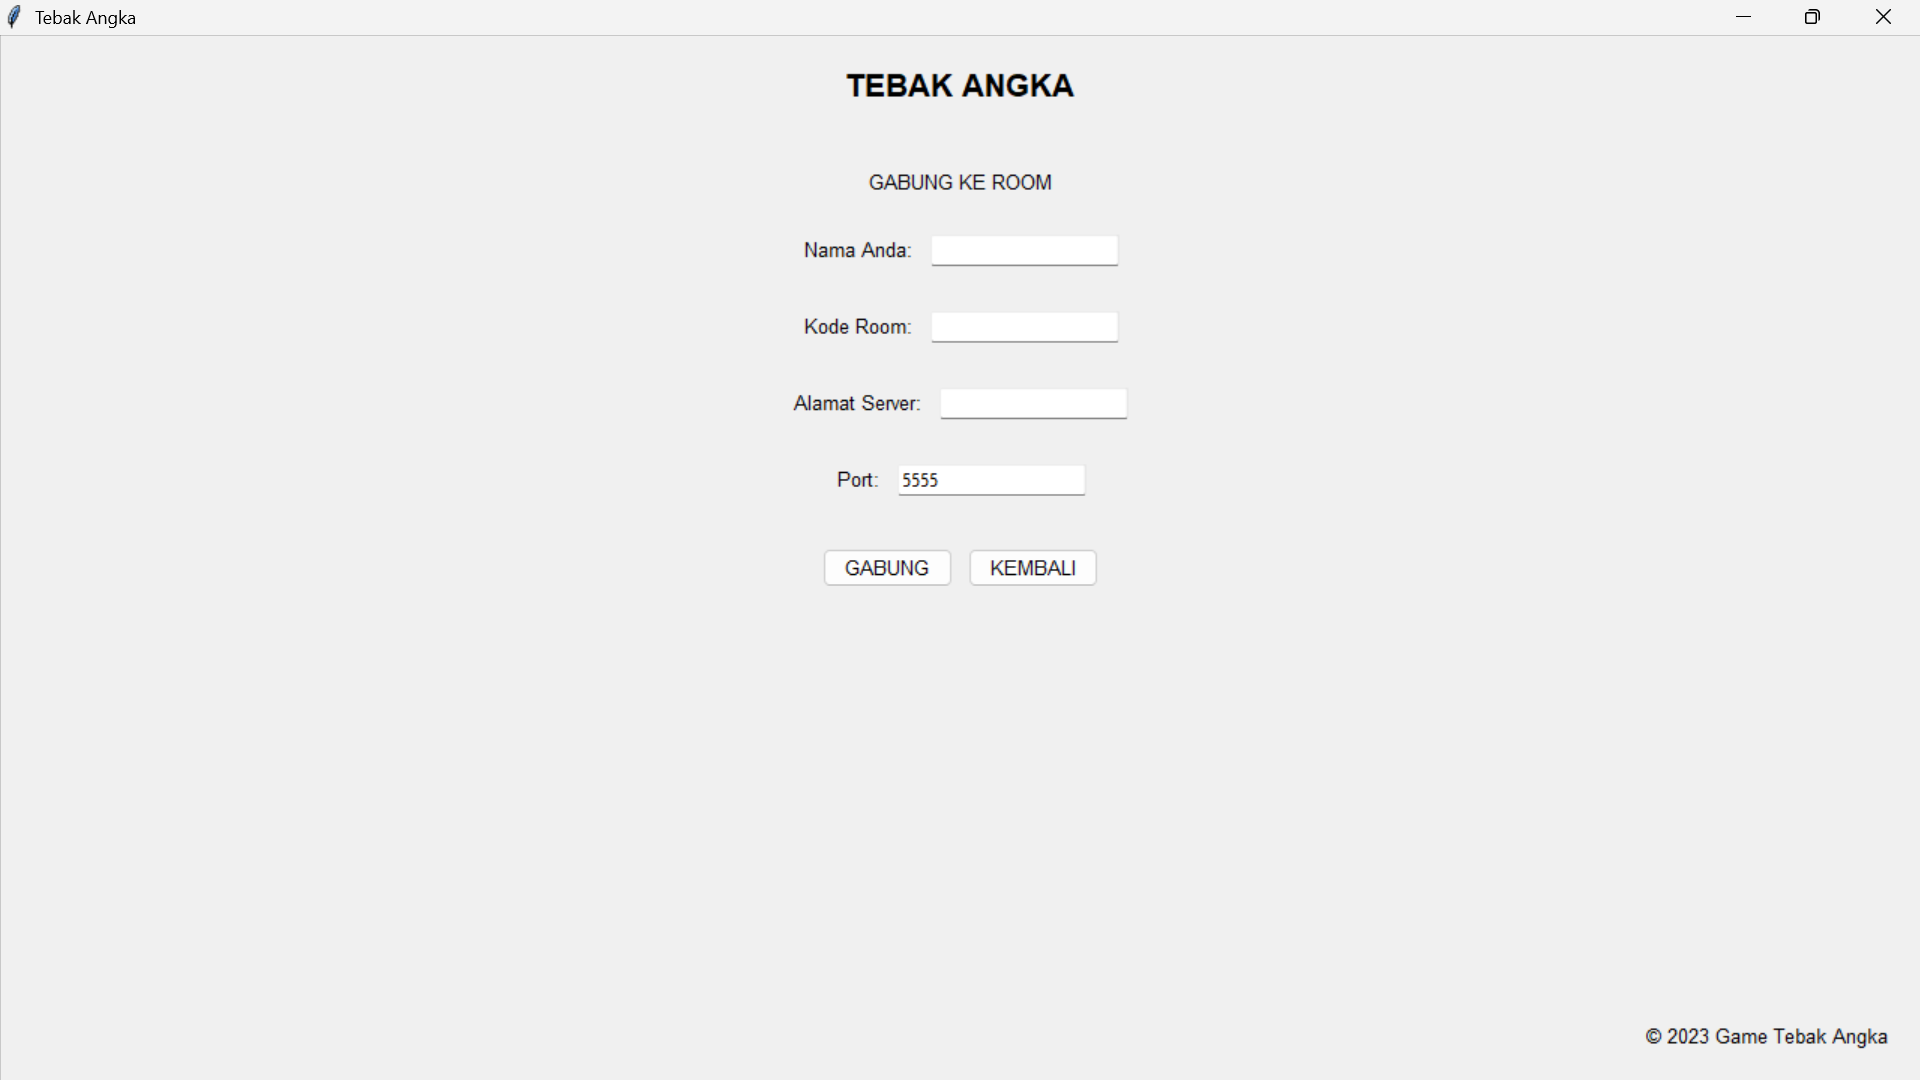 Tebak Angka
TEBAK ANGKA
GABUNG KE ROOM
Nama Anda:
Kode Room:
Alamat Server:
Port: 5555
GABUNG KEMBALI
© 2023 Game Tebak Angka